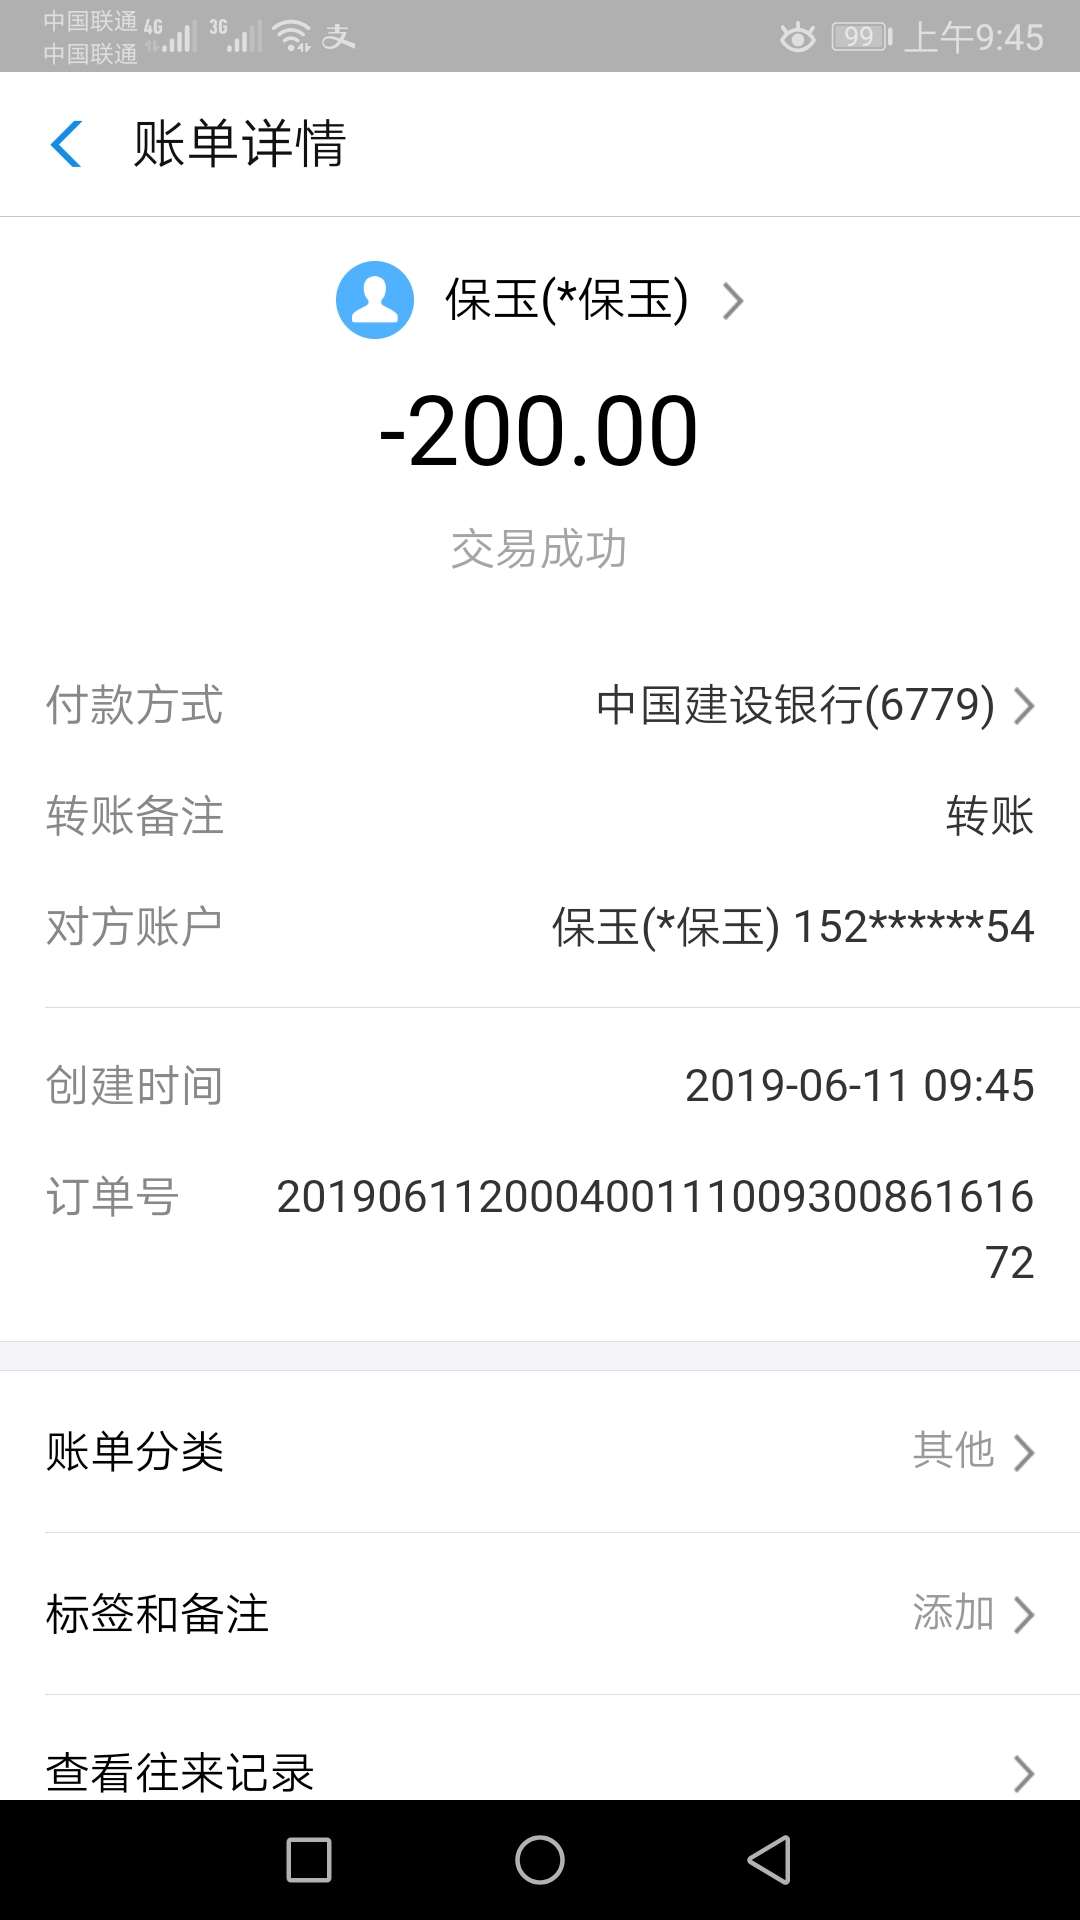 中国联通 4G 3G 支 99 上午9:45
中国联通
账单详情
保玉(*保玉)
-200.00
交易成功
付款方式 中国建设银行(6779)
转账备注 转账
对方账户 保玉(*保玉) 152******54
创建时间 2019-06-11 09:45
订单号 201906112000400111009300861616
72
账单分类 其他
标签和备注 添加
查看往来记录